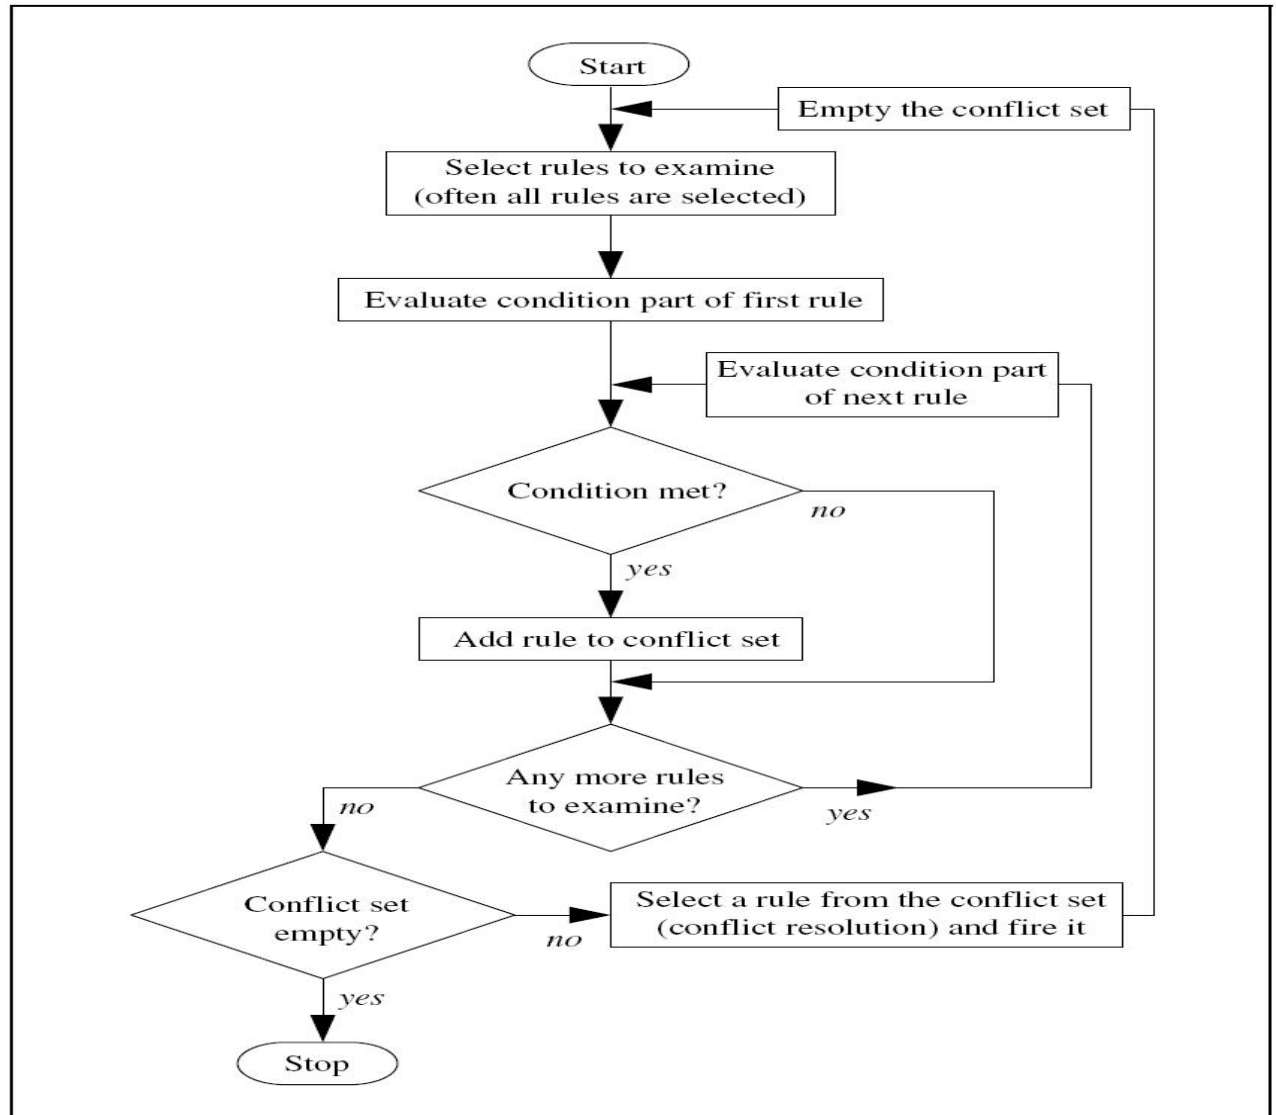 Start
Empty the conflict set
Select rules to examine
(often all rules are selected)
Evaluate condition part of first rule
Evaluate condition part
of next rule
Condition met?
no
yes
Add rule to conflict set
Any more rules
to examine?
no
yes
Conflict set
empty?
Select a rule from the conflict set
(conflict resolution) and fire it
no
yes
Stop